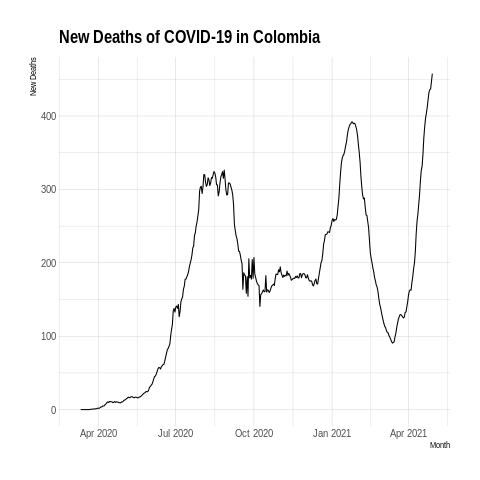 New Deaths of COVID-19 in Colombia
New Deaths
400
300
200
100
0
Apr 2020 Jul 2020 Oct 2020 Jan 2021 Apr 2021
Month